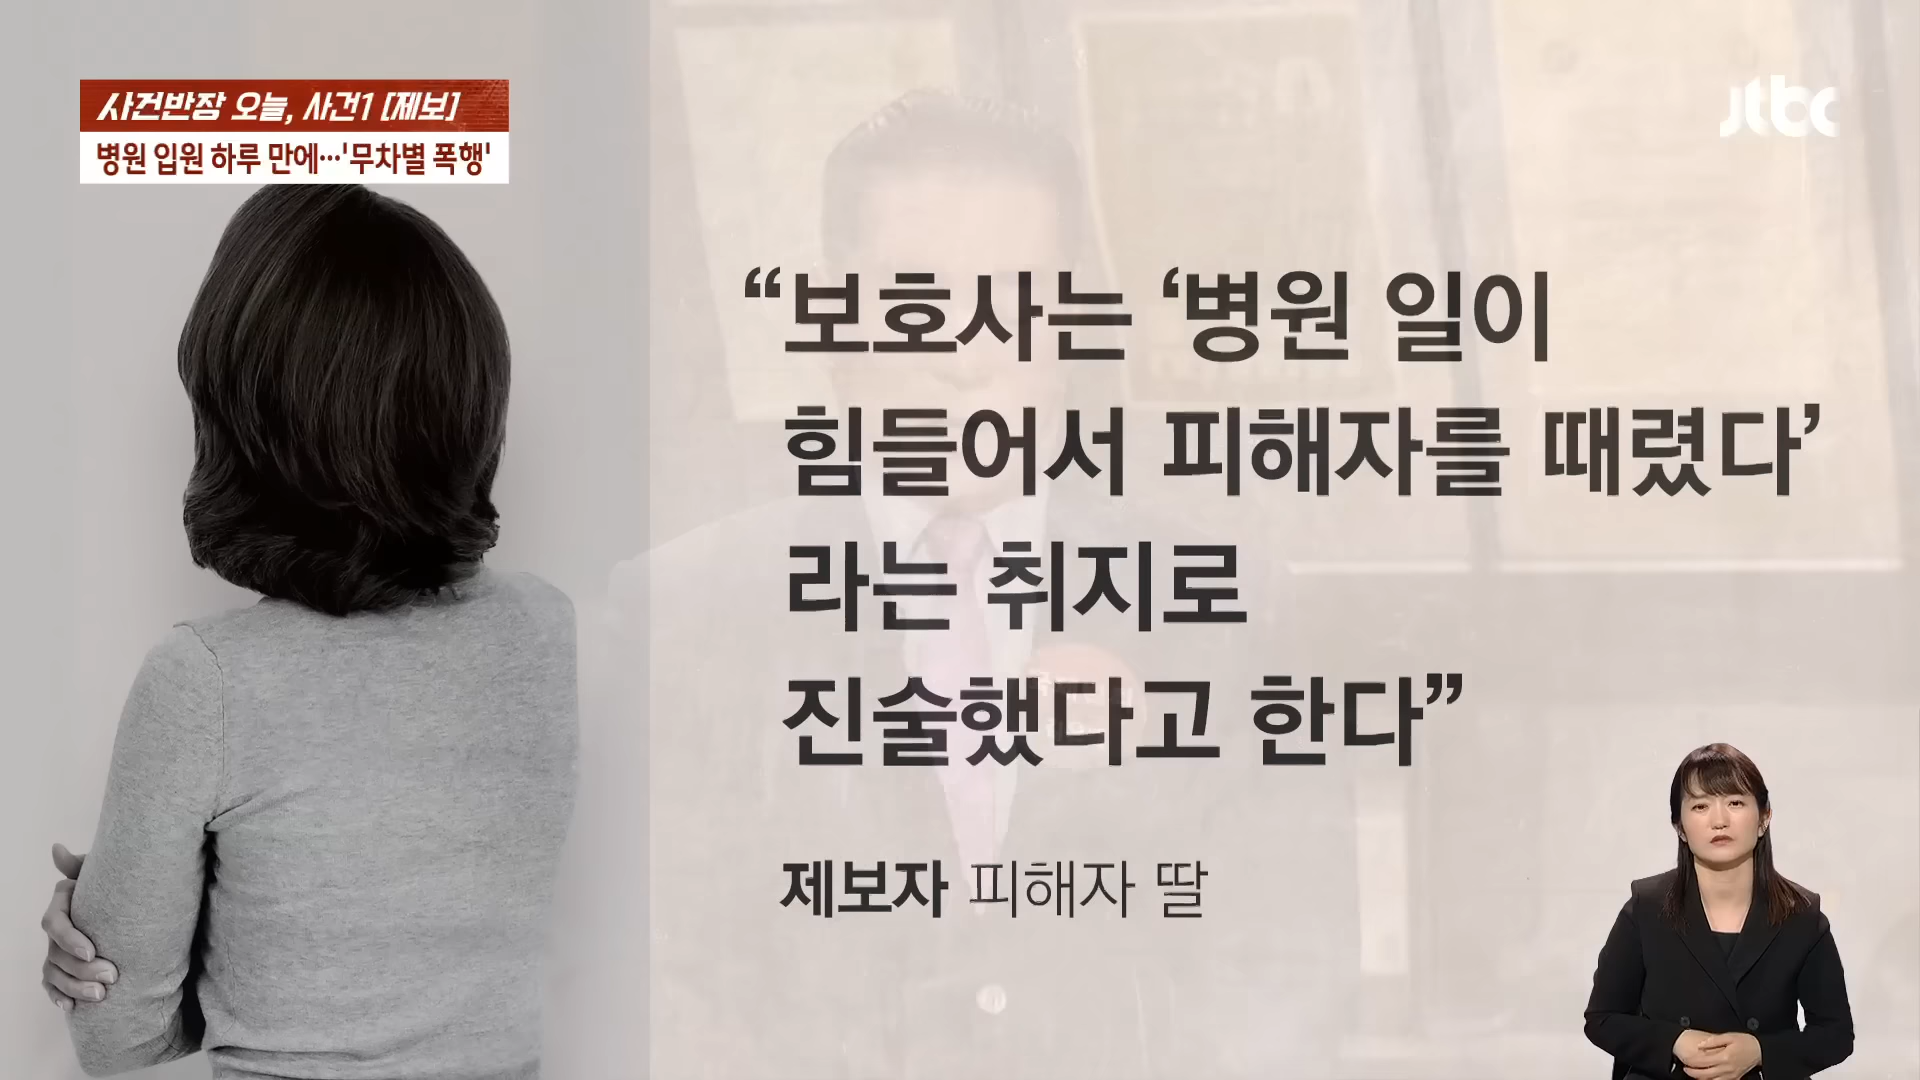 사건반장 오늘, 사건1 [제보]
병원 입원 하루 만에…'무차별 폭행'
jtbc
“보호사는 ‘병원 일이
힘들어서 피해자를 때렸다’
라는 취지로
진술했다고 한다”
제보자 피해자 딸